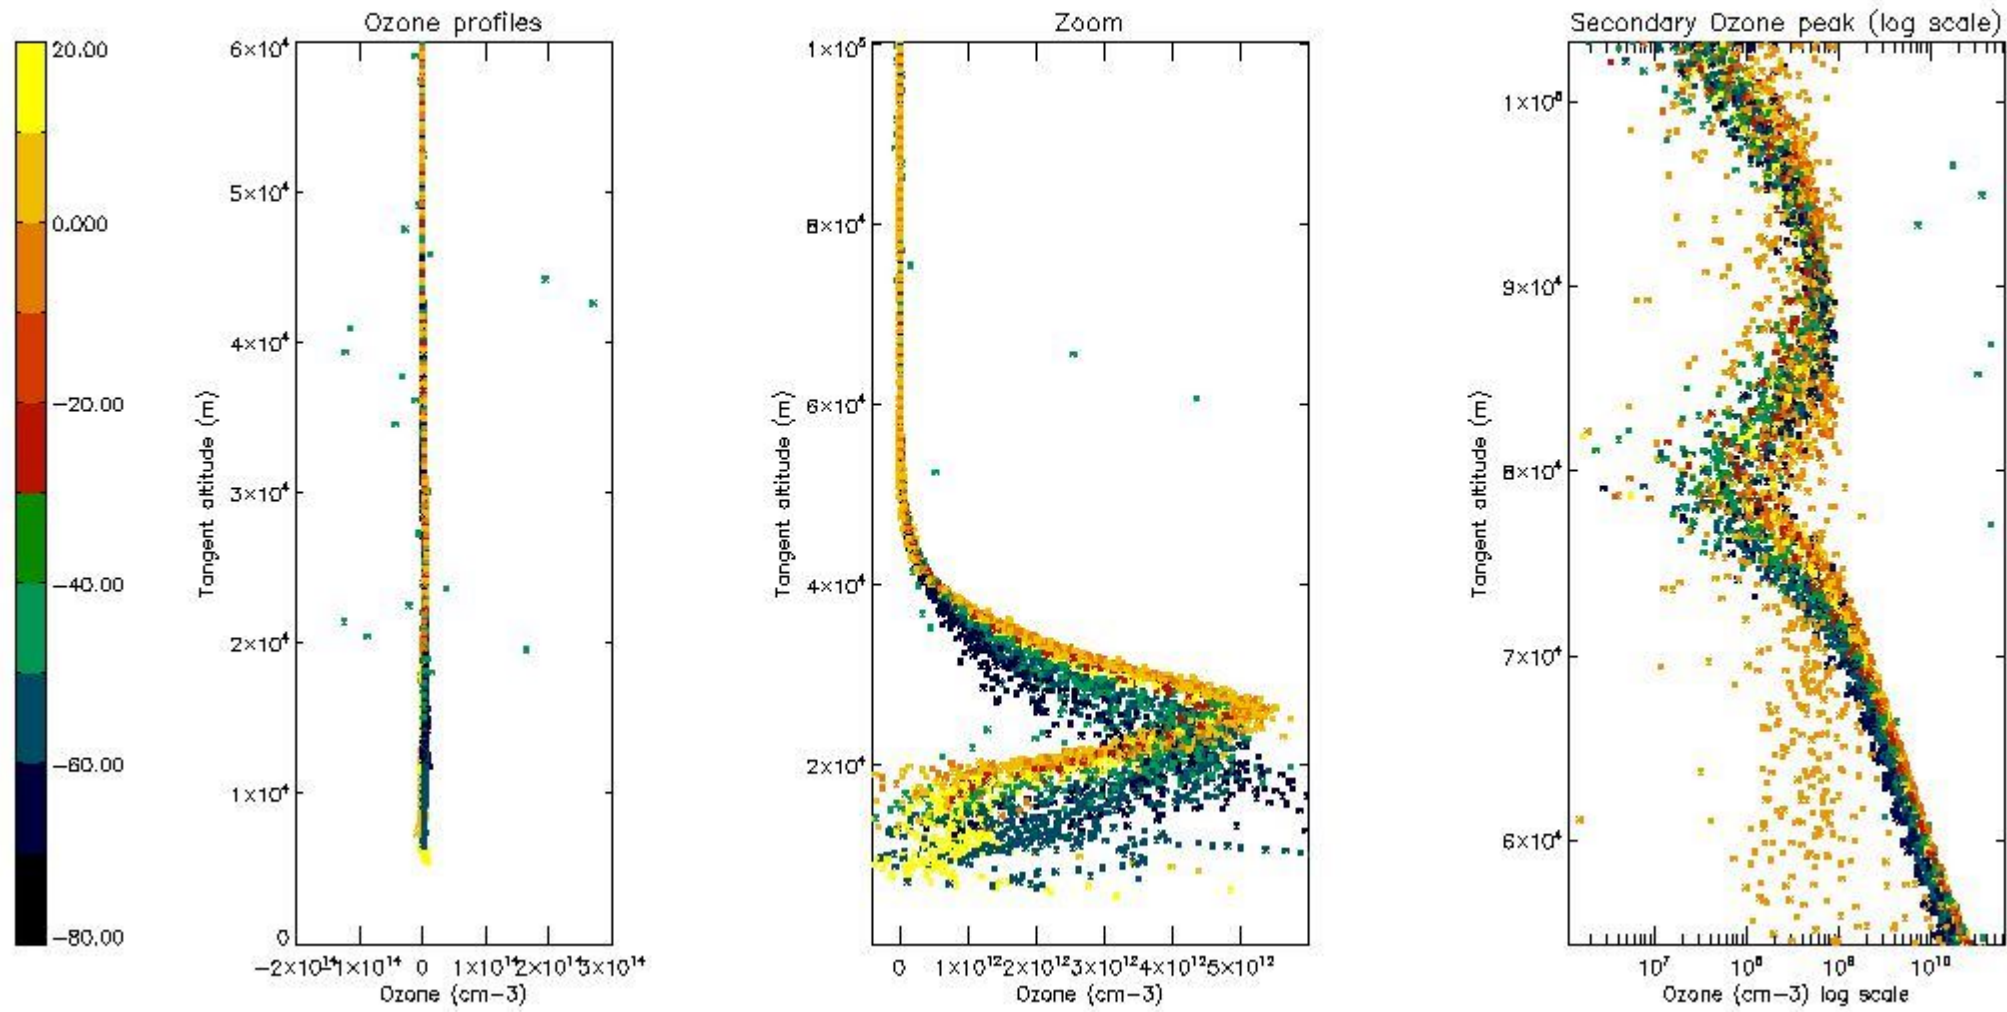 Ozone profiles
Zoom
Secondary Ozone peak (log scale)
20.00
0.000
−20.00
−40.00
−60.00
−80.00
6×10⁴
5×10⁴
4×10⁴
3×10⁴
2×10⁴
1×10⁴
0
Tangent altitude (m)
−2×10¹⁴ −1×10¹⁴ 0 1×10¹⁴ 2×10¹⁴ 3×10¹⁴
Ozone (cm−3)
1×10⁵
8×10⁴
6×10⁴
4×10⁴
2×10⁴
Tangent altitude (m)
0 1×10¹² 2×10¹² 3×10¹² 4×10¹² 5×10¹²
Ozone (cm−3)
1×10⁵
9×10⁴
8×10⁴
7×10⁴
6×10⁴
Tangent altitude (m)
10⁷ 10⁸ 10⁹ 10¹⁰
Ozone (cm−3) log scale